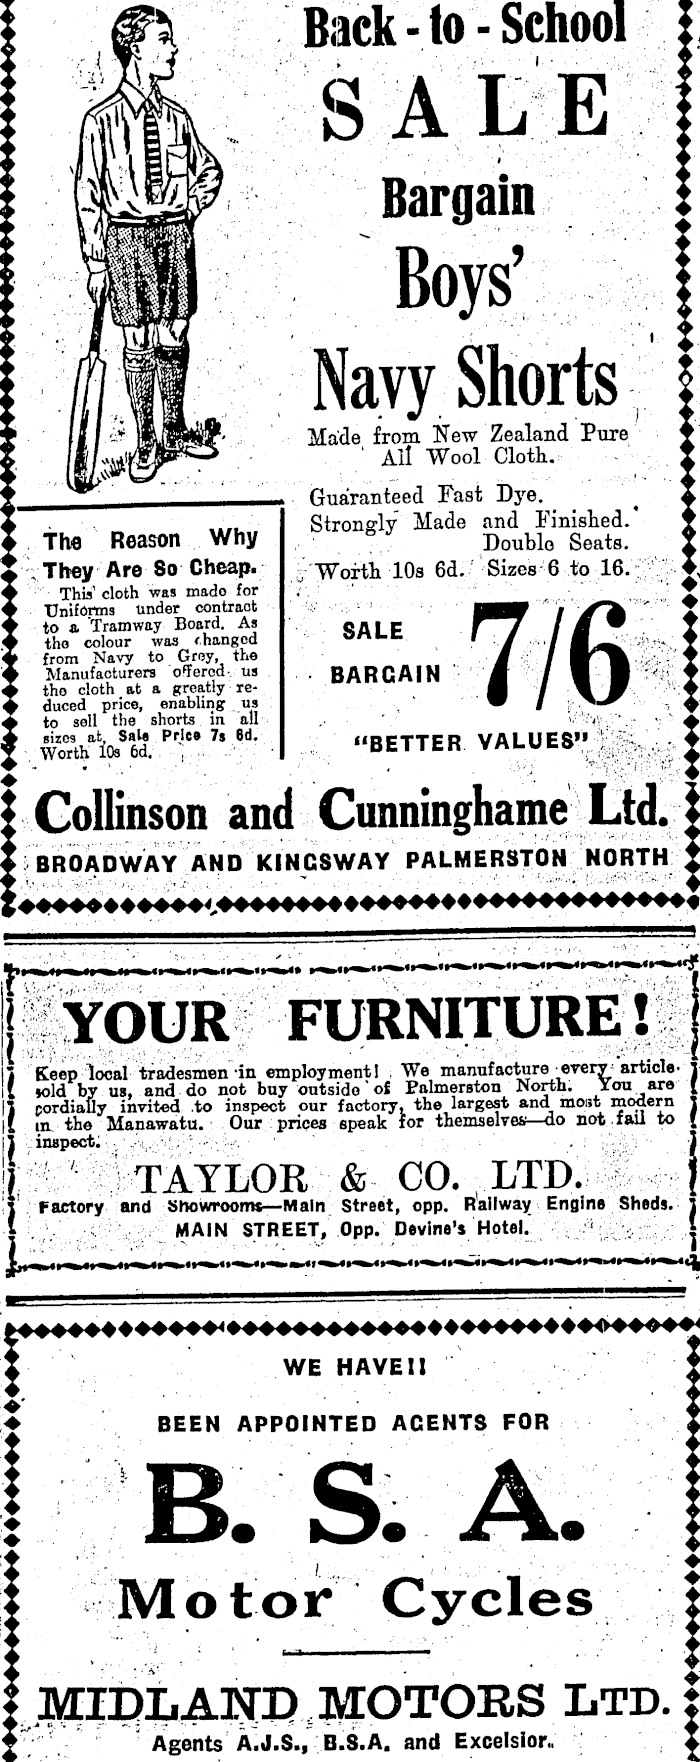 Back - to - School
SALE
Bargain
Boys'
Navy Shorts
Made from New Zealand Pure
All Wool Cloth.
Guaranteed Fast Dye.
Strongly Made and Finished.
Double Seats.
Worth 10s 6d. Sizes 6 to 16.
SALE
BARGAIN
7/6
"BETTER VALUES"
The Reason Why
They Are So Cheap.
This cloth was made for
Uniforms under contract
to a Tramway Board. As
the colour was changed
from Navy to Grey, the
Manufacturers offered us
the cloth at a greatly re-
duced price, enabling us
to sell the shorts in all
sizes at, Sale Price 7s 6d.
Worth 10s 6d.
Collinson and Cunninghame Ltd.
BROADWAY AND KINGSWAY PALMERSTON NORTH
YOUR FURNITURE!
Keep local tradesmen in employment! We manufacture every article
sold by us, and do not buy outside of Palmerston North. You are
cordially invited to inspect our factory, the largest and most modern
in the Manawatu. Our prices speak for themselves—do not fail to
inspect.
TAYLOR & CO. LTD.
Factory and Showrooms—Main Street, opp. Railway Engine Sheds.
MAIN STREET, Opp. Devine's Hotel.
WE HAVE!!
BEEN APPOINTED AGENTS FOR
B. S. A.
Motor Cycles
MIDLAND MOTORS LTD.
Agents A.J.S., B.S.A. and Excelsior.